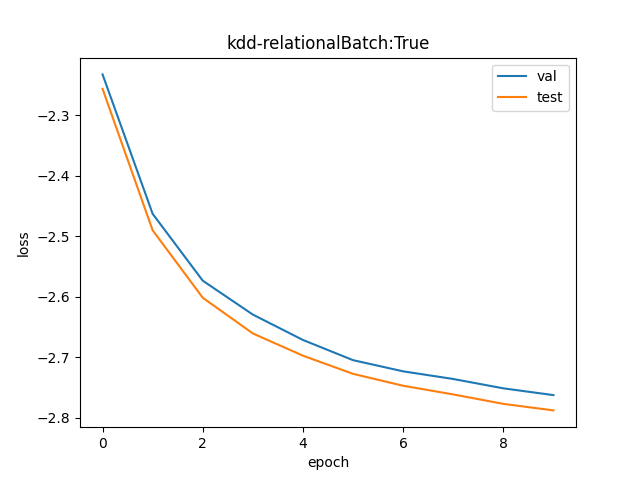 kdd-relationalBatch:True
val
test
−2.3
−2.4
−2.5
−2.6
−2.7
−2.8
loss
0 2 4 6 8
epoch